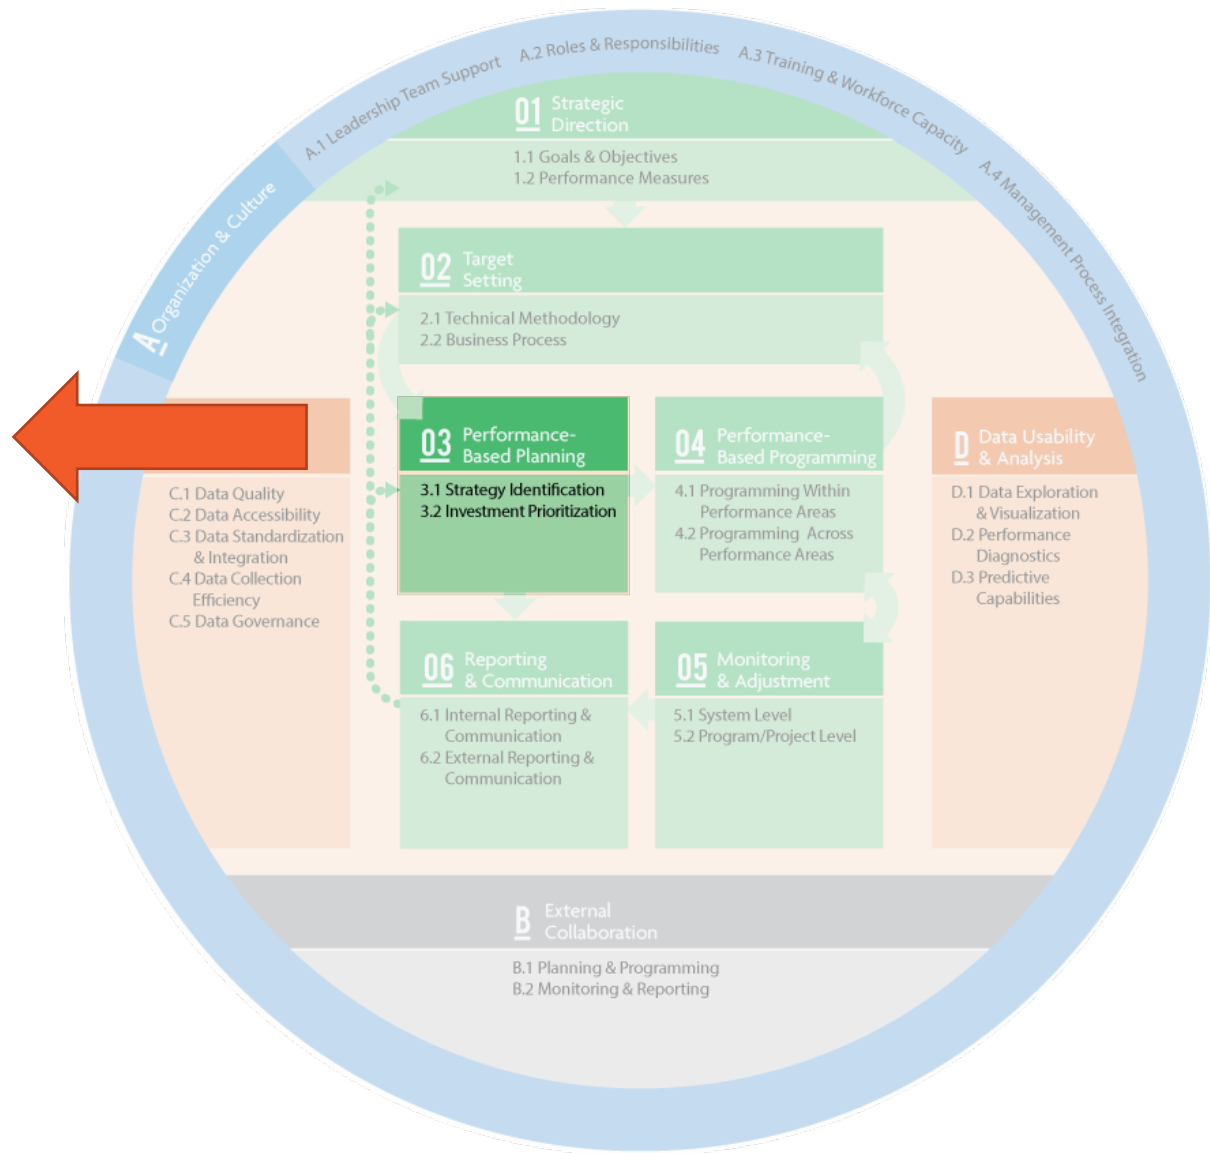 A.1 Leadership Team Support
A.2 Roles & Responsibilities
A.3 Training & Workforce Capacity
A.4 Management Process Integration
A Organization & Culture
01 Strategic
Direction
1.1 Goals & Objectives
1.2 Performance Measures
02 Target
Setting
2.1 Technical Methodology
2.2 Business Process
03 Performance-
Based Planning
3.1 Strategy Identification
3.2 Investment Prioritization
04 Performance-
Based Programming
4.1 Programming Within
Performance Areas
4.2 Programming Across
Performance Areas
D Data Usability
& Analysis
D.1 Data Exploration
& Visualization
D.2 Performance
Diagnostics
D.3 Predictive
Capabilities
C.1 Data Quality
C.2 Data Accessibility
C.3 Data Standardization
& Integration
C.4 Data Collection
Efficiency
C.5 Data Governance
06 Reporting
& Communication
6.1 Internal Reporting &
Communication
6.2 External Reporting &
Communication
05 Monitoring
& Adjustment
5.1 System Level
5.2 Program/Project Level
B External
Collaboration
B.1 Planning & Programming
B.2 Monitoring & Reporting